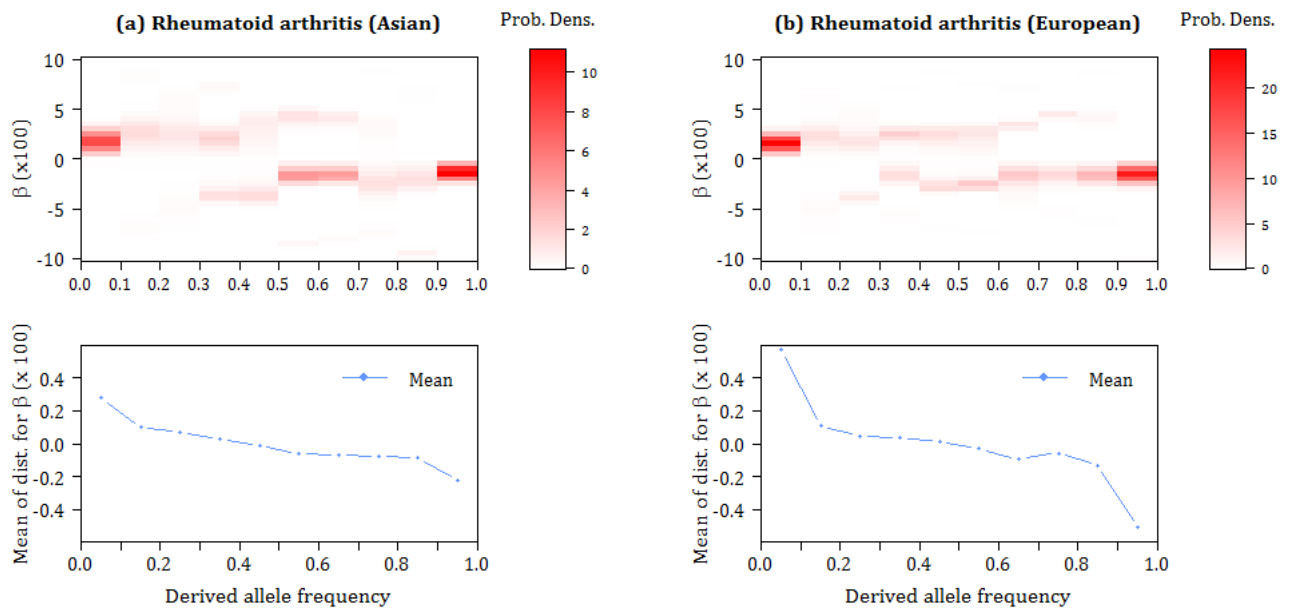 (a) Rheumatoid arthritis (Asian)
Prob. Dens.
β (x100)
10
5
0
-5
-10
0.0 0.1 0.2 0.3 0.4 0.5 0.6 0.7 0.8 0.9 1.0
10
8
6
4
2
0
(b) Rheumatoid arthritis (European)
Prob. Dens.
β (x100)
10
5
0
-5
-10
0.0 0.1 0.2 0.3 0.4 0.5 0.6 0.7 0.8 0.9 1.0
20
15
10
5
0
Mean of dist. for β (x 100)
0.4
0.2
0.0
-0.2
-0.4
Mean
0.0 0.2 0.4 0.6 0.8 1.0
Derived allele frequency
Mean of dist. for β (x 100)
0.4
0.2
0.0
-0.2
-0.4
Mean
0.0 0.2 0.4 0.6 0.8 1.0
Derived allele frequency